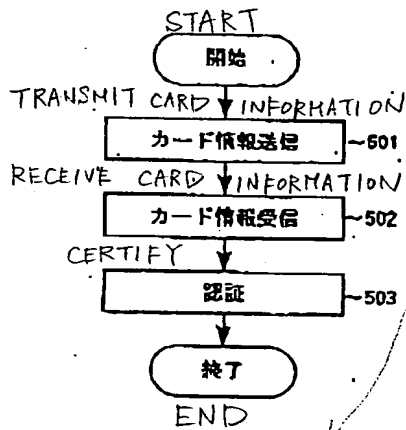 START
開始
TRANSMIT CARD INFORMATION
カード情報送信 ~501
RECEIVE CARD INFORMATION
カード情報受信 ~502
CERTIFY
認証 ~503
終了
END